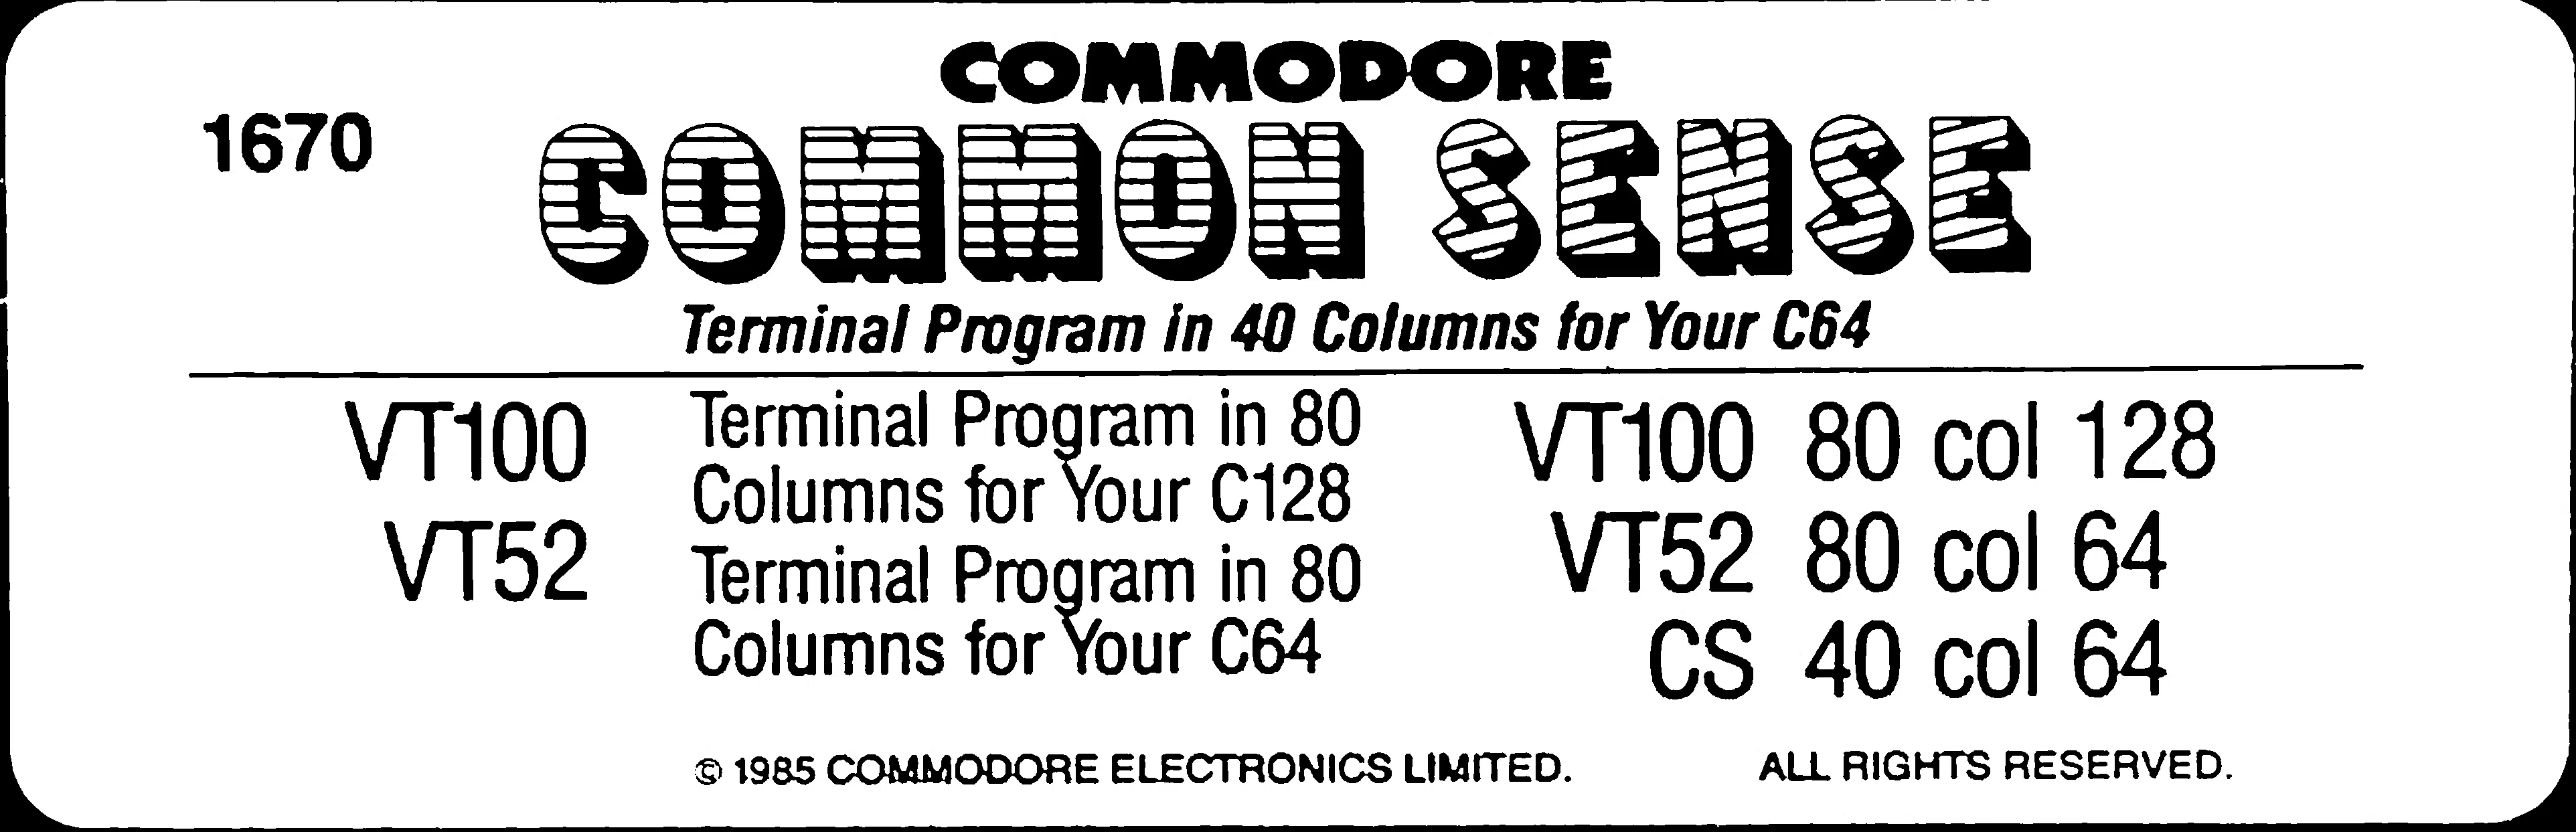 COMMODORE
1670
COMMON SENSE
Terminal Program in 40 Columns for Your C64
VT100
Terminal Program in 80
Columns for Your C128
VT52
Terminal Program in 80
Columns for Your C64
VT100 80 col 128
VT52 80 col 64
CS 40 col 64
© 1985 COMMODORE ELECTRONICS LIMITED. ALL RIGHTS RESERVED.